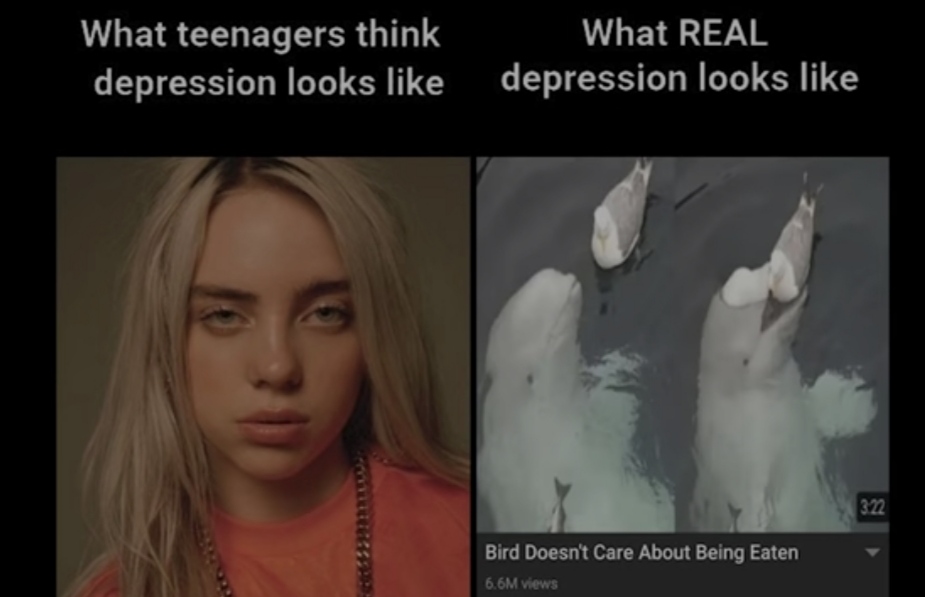 What teenagers think
depression looks like
What REAL
depression looks like
3:22
Bird Doesn't Care About Being Eaten
6.6M views